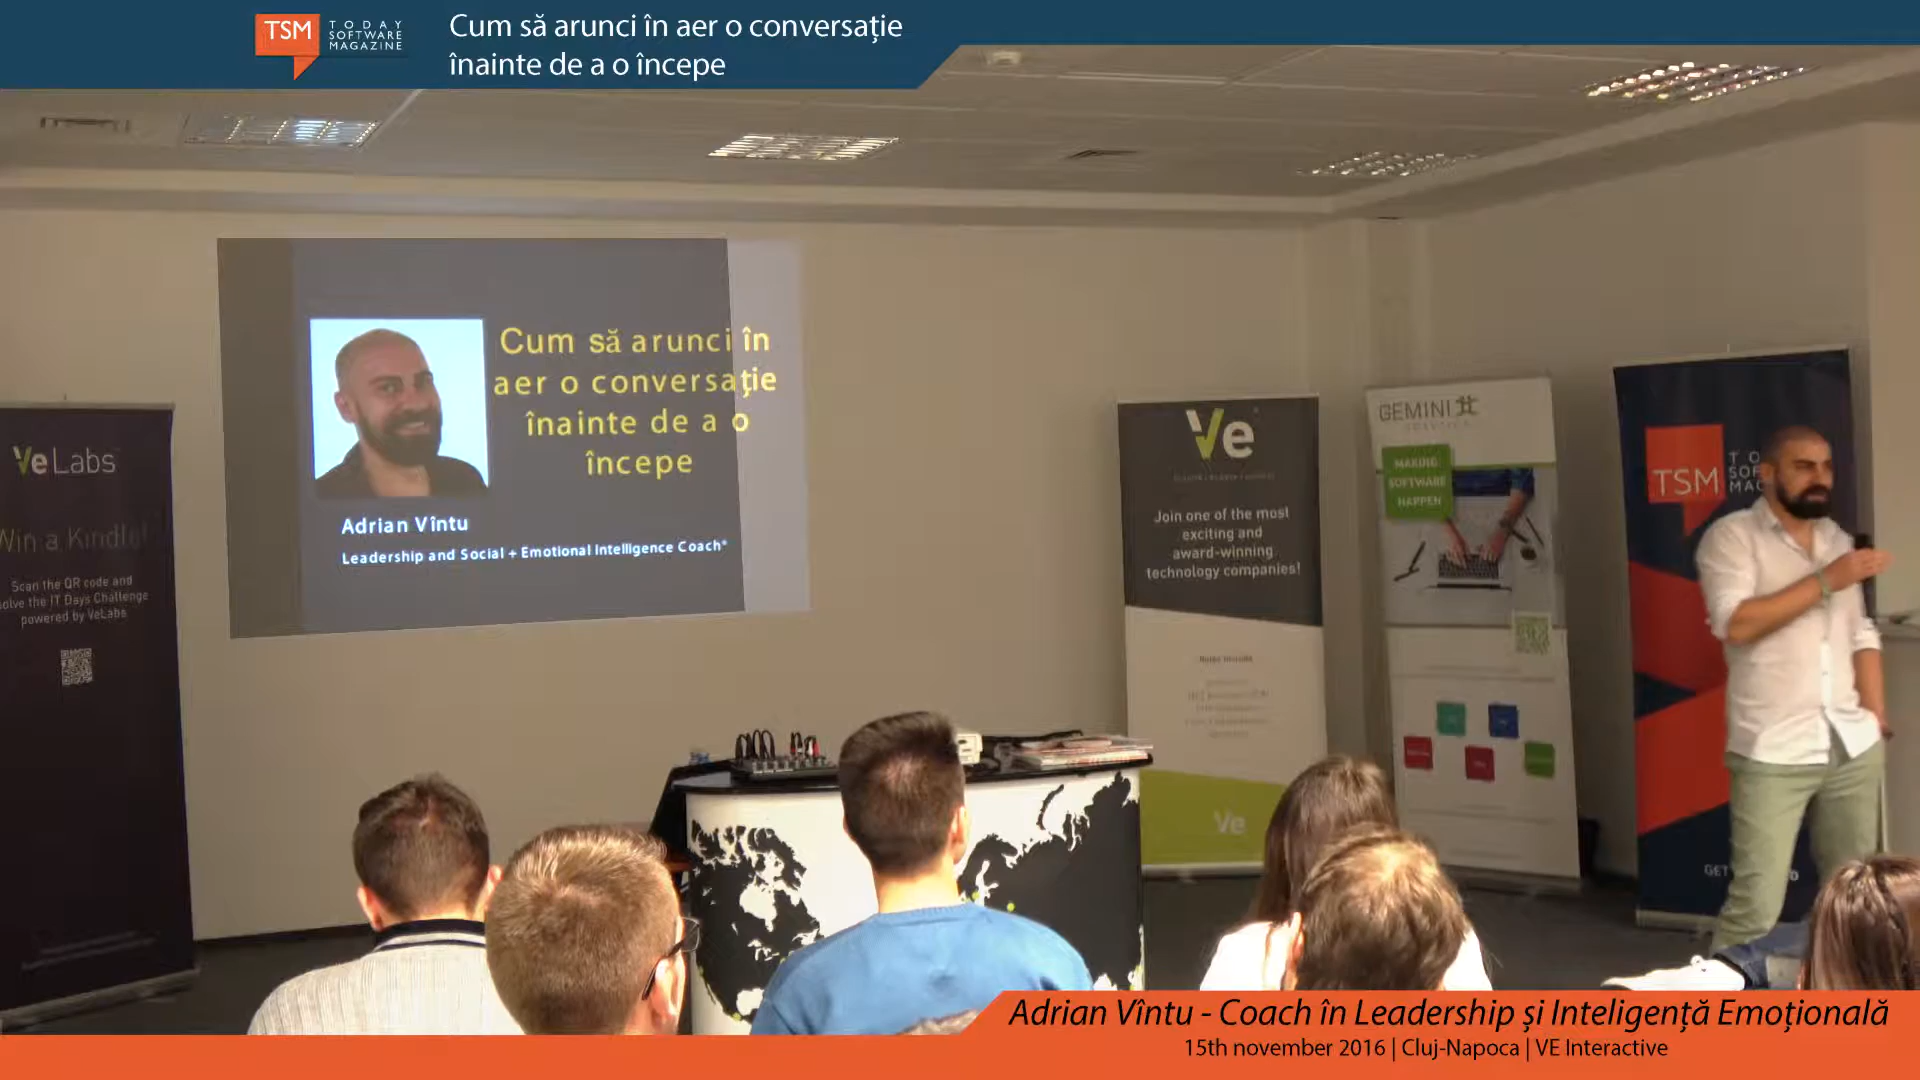 TSM
TODAY
SOFTWARE
MAGAZINE
Cum să arunci în aer o conversație
înainte de a o începe
Cum să arunci în
aer o conversație
înainte de a o
începe
Adrian Vîntu
Leadership and Social + Emotional Intelligence Coach®
VeLabs
Win a Kindle!
Scan the QR code and
solve the IT Days Challenge
powered by VeLabs
Ve
Join one of the most
exciting and
award-winning
technology companies!
Ve
GEMINI
MAKING
SOFTWARE
HAPPEN
TSM
GET
Adrian Vîntu - Coach în Leadership și Inteligență Emoțională
15th november 2016 | Cluj-Napoca | VE Interactive